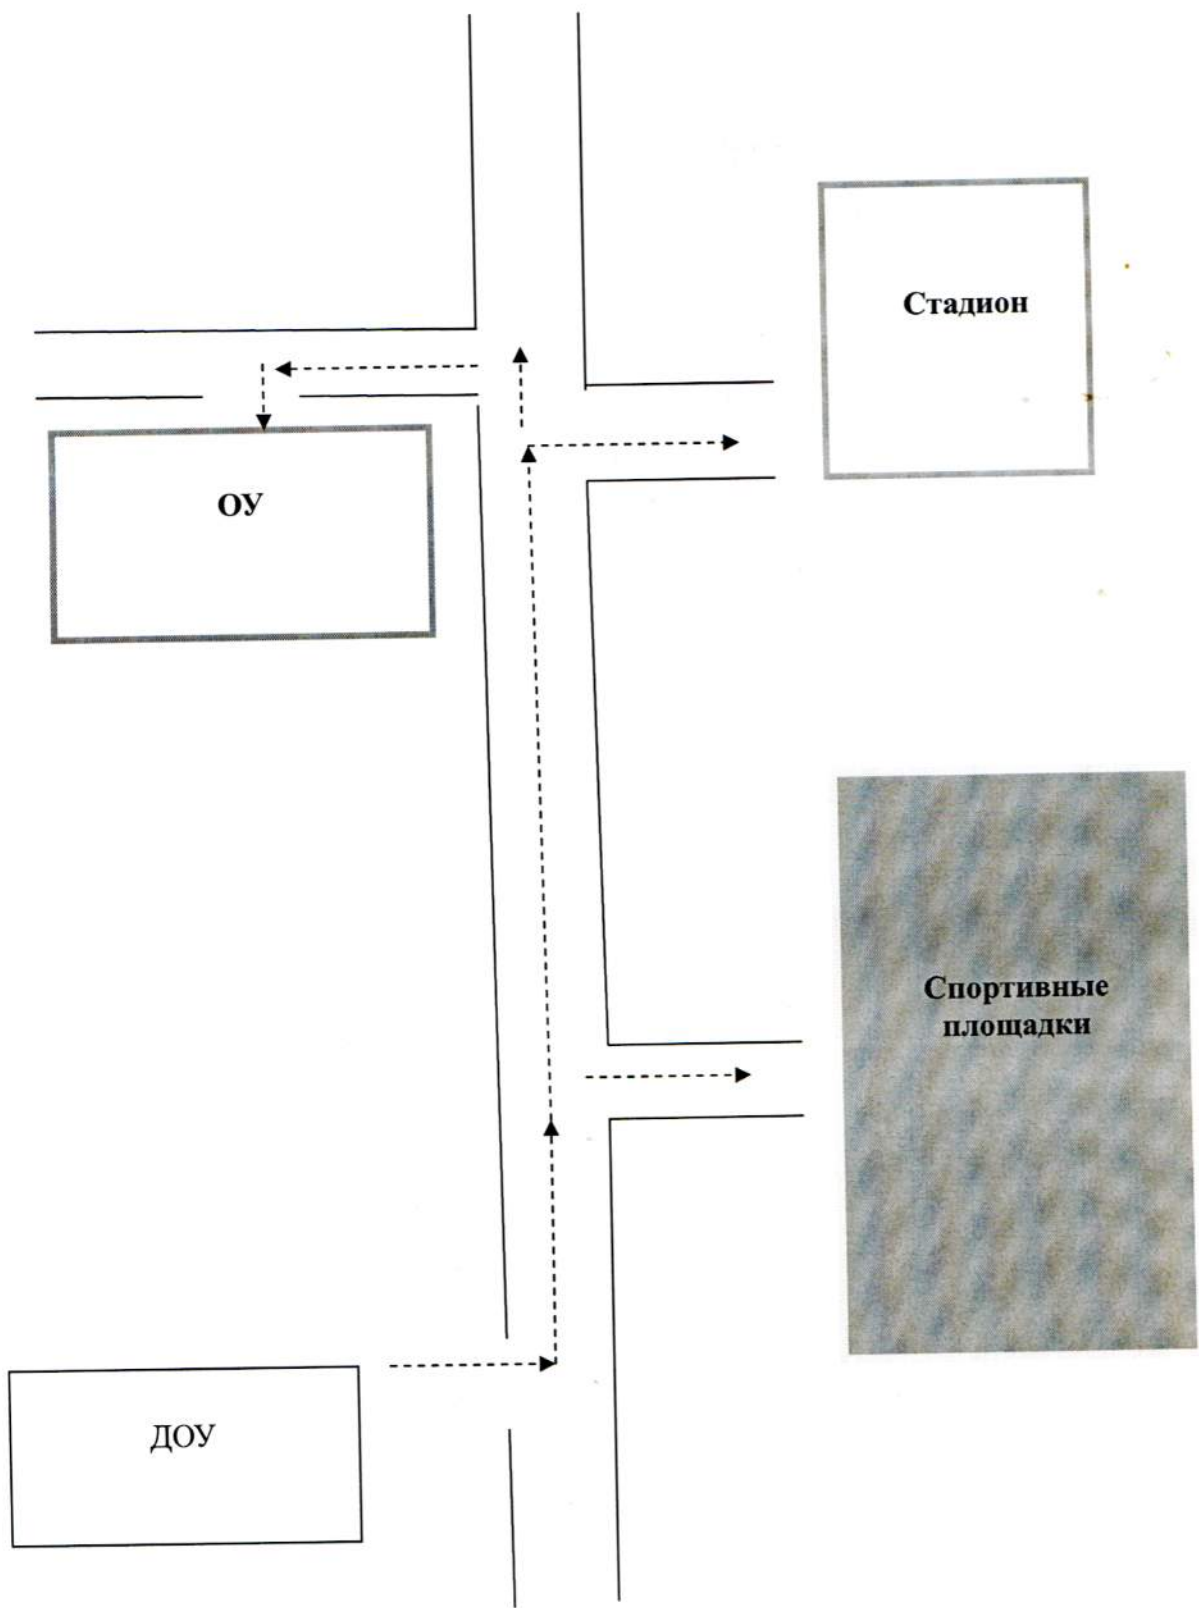 Стадион
ОУ
Спортивные
площадки
ДОУ